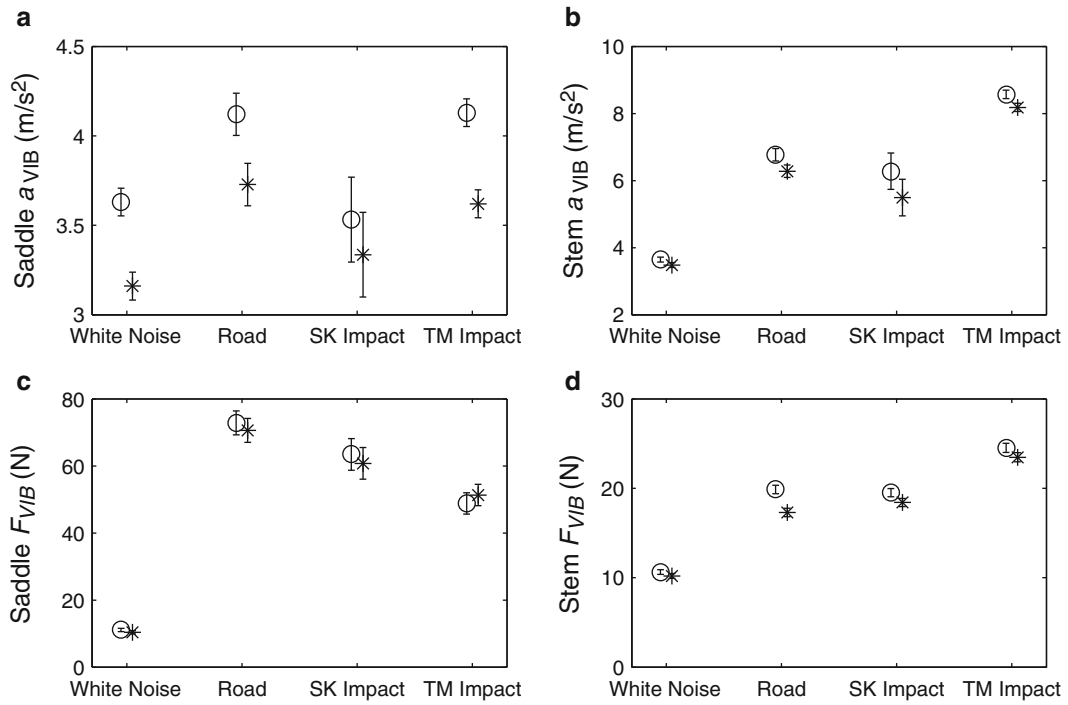 a
Saddle a VIB (m/s²)
4.5
4
3.5
3
White Noise Road SK Impact TM Impact
b
Stem a VIB (m/s²)
10
8
6
4
2
White Noise Road SK Impact TM Impact
c
Saddle FVIB (N)
80
60
40
20
0
White Noise Road SK Impact TM Impact
d
Stem FVIB (N)
30
20
10
0
White Noise Road SK Impact TM Impact